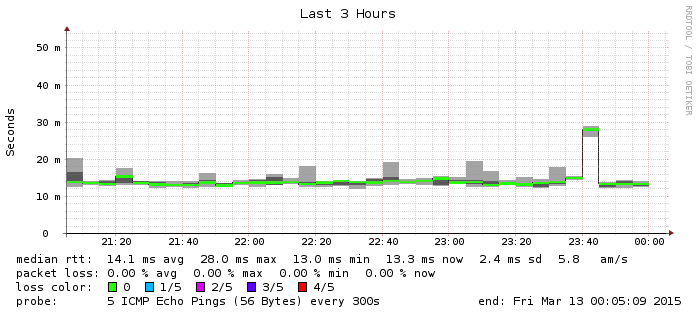 Last 3 Hours
RRDTOOL / TOBI OETIKER
Seconds
50 m
40 m
30 m
20 m
10 m
0
21:20 21:40 22:00 22:20 22:40 23:00 23:20 23:40 00:00
median rtt: 14.1 ms avg 28.0 ms max 13.0 ms min 13.3 ms now 2.4 ms sd 5.8 am/s
packet loss: 0.00 % avg 0.00 % max 0.00 % min 0.00 % now
loss color: 0 1/5 2/5 3/5 4/5
probe: 5 ICMP Echo Pings (56 Bytes) every 300s end: Fri Mar 13 00:05:09 2015